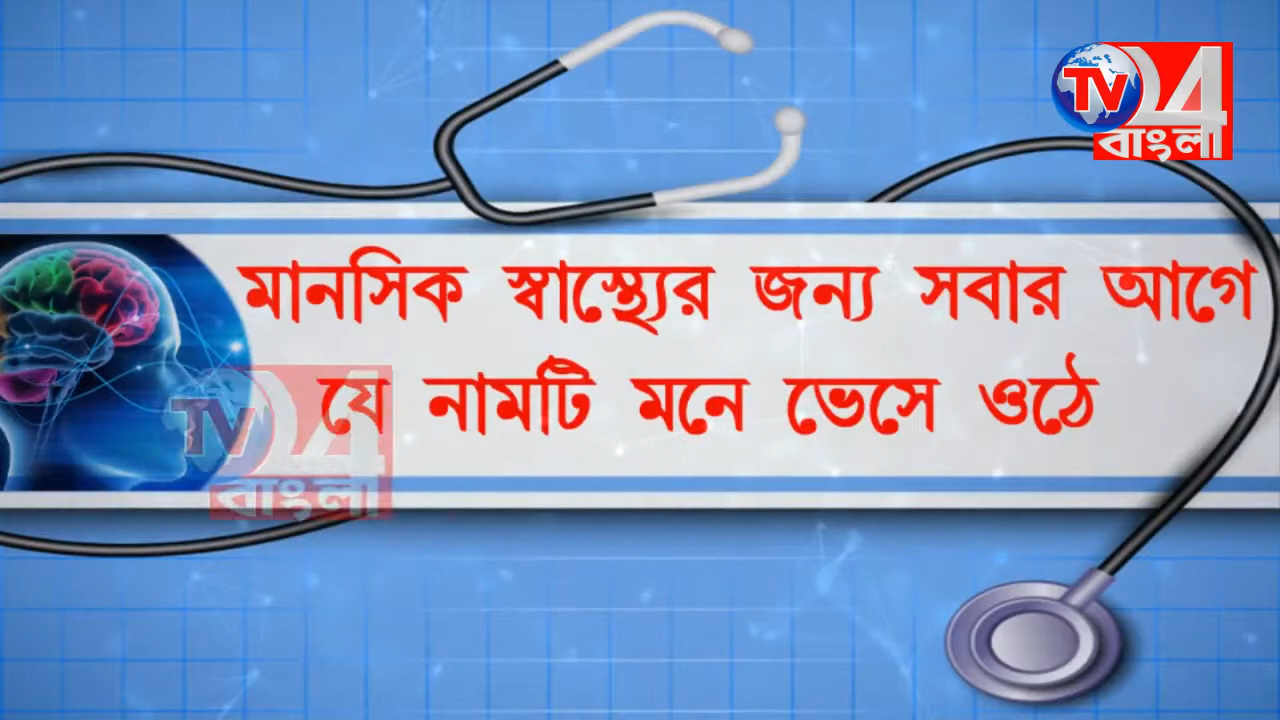 TV 24
বাংলা
মানসিক স্বাস্থ্যের জন্য সবার আগে
যে নামটি মনে ভেসে ওঠে
TV 24
বাংলা